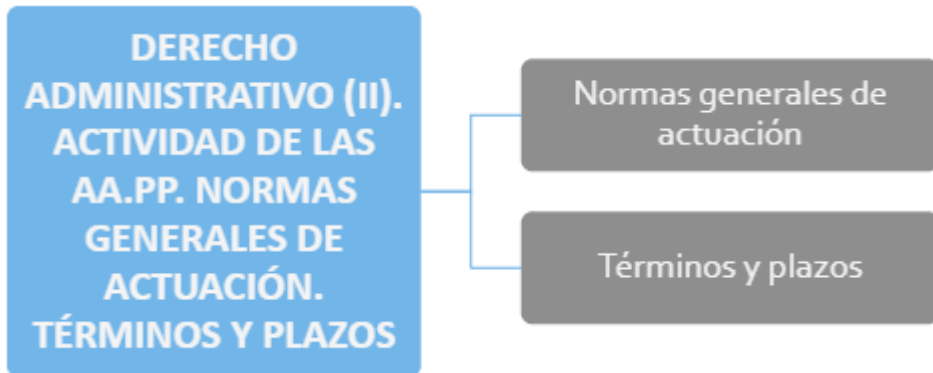 DERECHO
ADMINISTRATIVO (II).
ACTIVIDAD DE LAS
AA.PP. NORMAS
GENERALES DE
ACTUACIÓN.
TÉRMINOS Y PLAZOS
Normas generales de
actuación
Términos y plazos